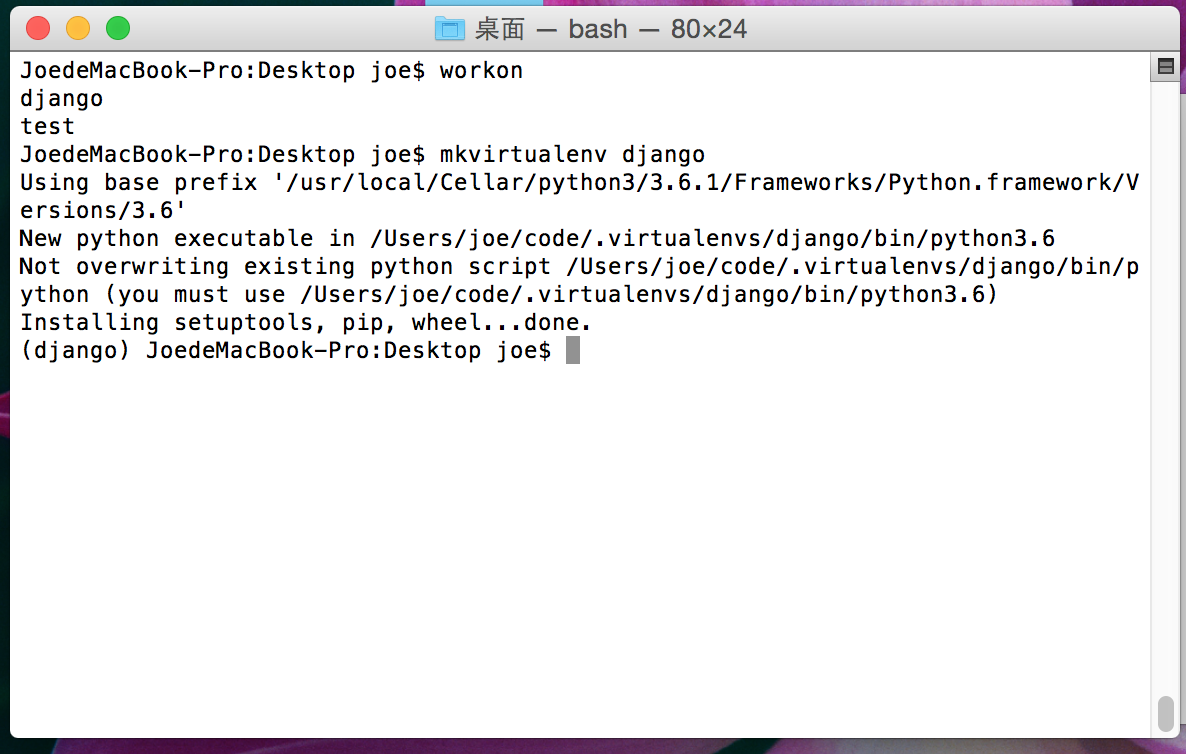 桌面 — bash — 80×24
JoedeMacBook-Pro:Desktop joe$ workon
django
test
JoedeMacBook-Pro:Desktop joe$ mkvirtualenv django
Using base prefix '/usr/local/Cellar/python3/3.6.1/Frameworks/Python.framework/V
ersions/3.6'
New python executable in /Users/joe/code/.virtualenvs/django/bin/python3.6
Not overwriting existing python script /Users/joe/code/.virtualenvs/django/bin/p
ython (you must use /Users/joe/code/.virtualenvs/django/bin/python3.6)
Installing setuptools, pip, wheel...done.
(django) JoedeMacBook-Pro:Desktop joe$